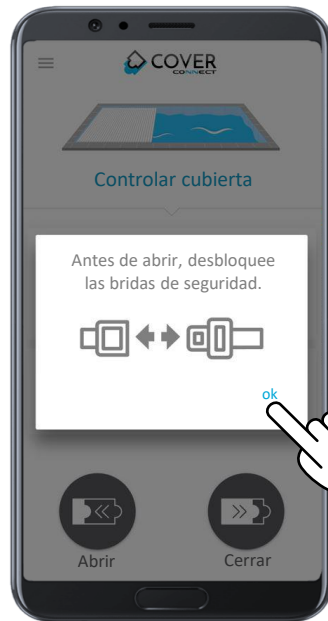 COVER
CONNECT
Controlar cubierta
Antes de abrir, desbloquee
las bridas de seguridad.
ok
Abrir
Cerrar